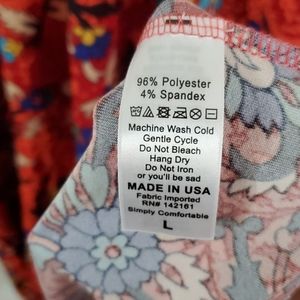 96% Polyester
4% Spandex
Machine Wash Cold
Gentle Cycle
Do Not Bleach
Hang Dry
Do Not Iron
or you'll be sad
MADE IN USA
Fabric Imported
RN# 142161
Simply Comfortable
L